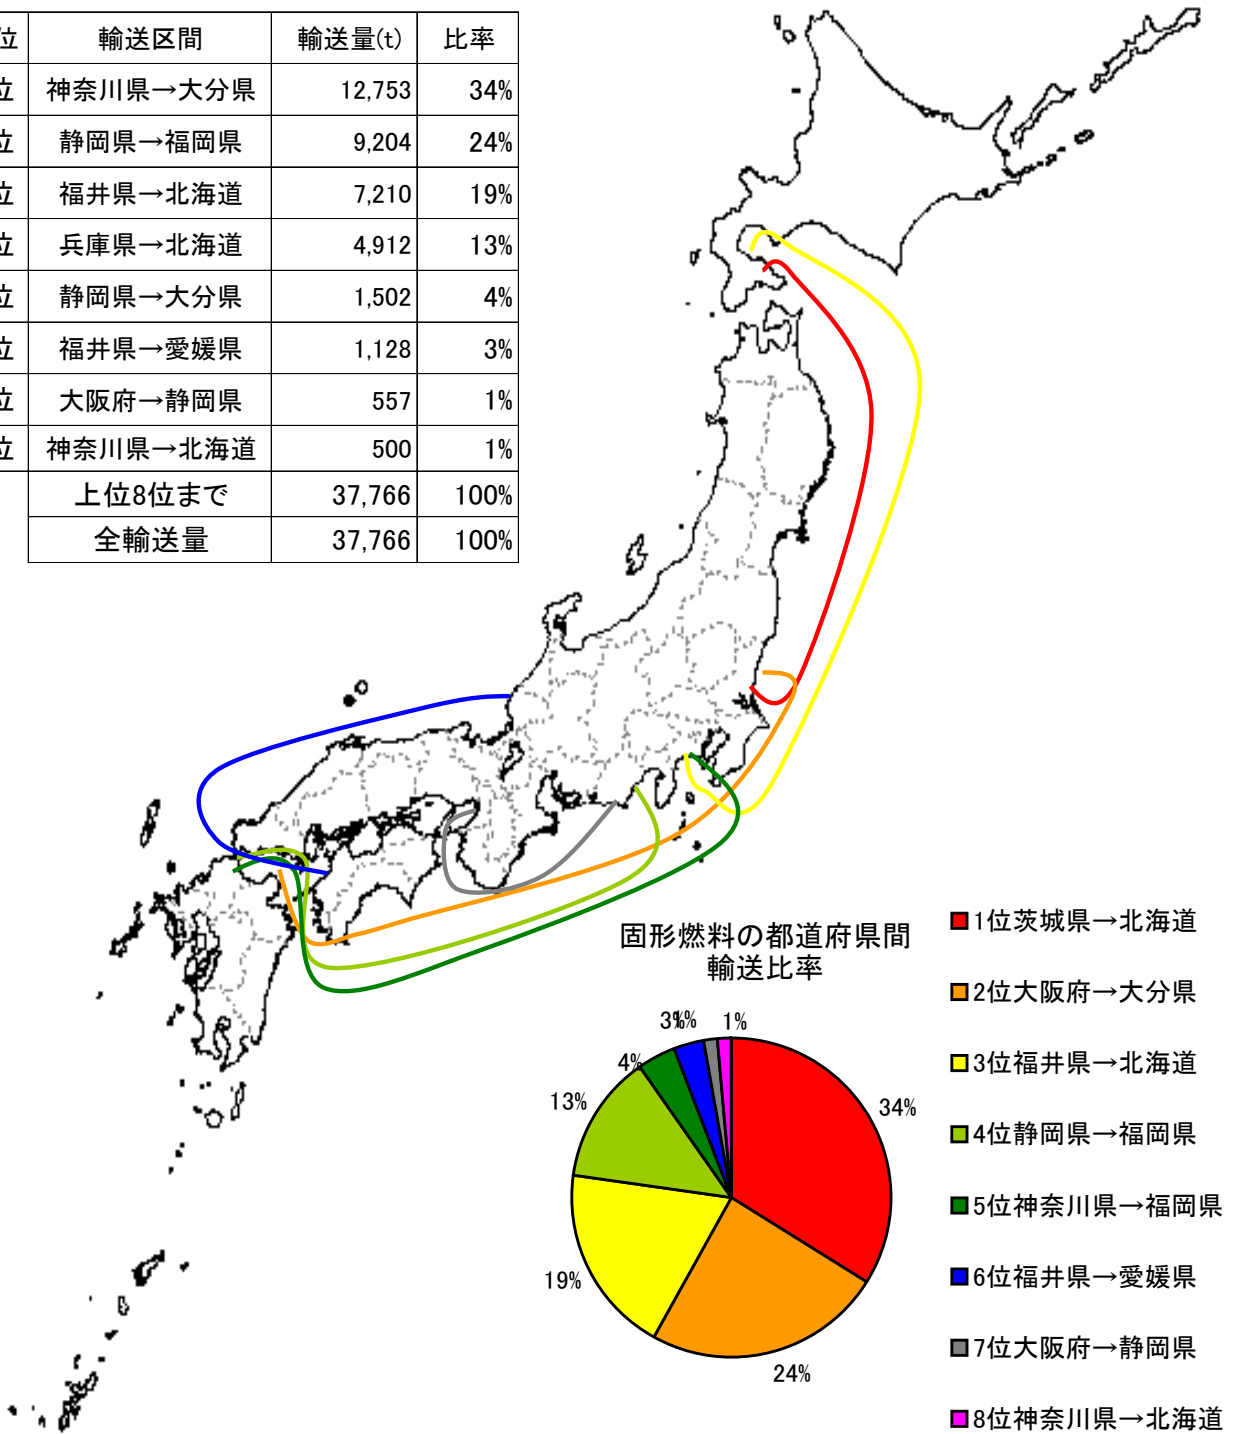 位 輸送区間 輸送量(t) 比率
位 神奈川県→大分県 12,753 34%
位 静岡県→福岡県 9,204 24%
位 福井県→北海道 7,210 19%
位 兵庫県→北海道 4,912 13%
位 静岡県→大分県 1,502 4%
位 福井県→愛媛県 1,128 3%
位 大阪府→静岡県 557 1%
位 神奈川県→北海道 500 1%
上位8位まで 37,766 100%
全輸送量 37,766 100%
固形燃料の都道府県間
輸送比率
3% 1% 1%
4%
13%
34%
19%
24%
1位茨城県→北海道
2位大阪府→大分県
3位福井県→北海道
4位静岡県→福岡県
5位神奈川県→福岡県
6位福井県→愛媛県
7位大阪府→静岡県
8位神奈川県→北海道